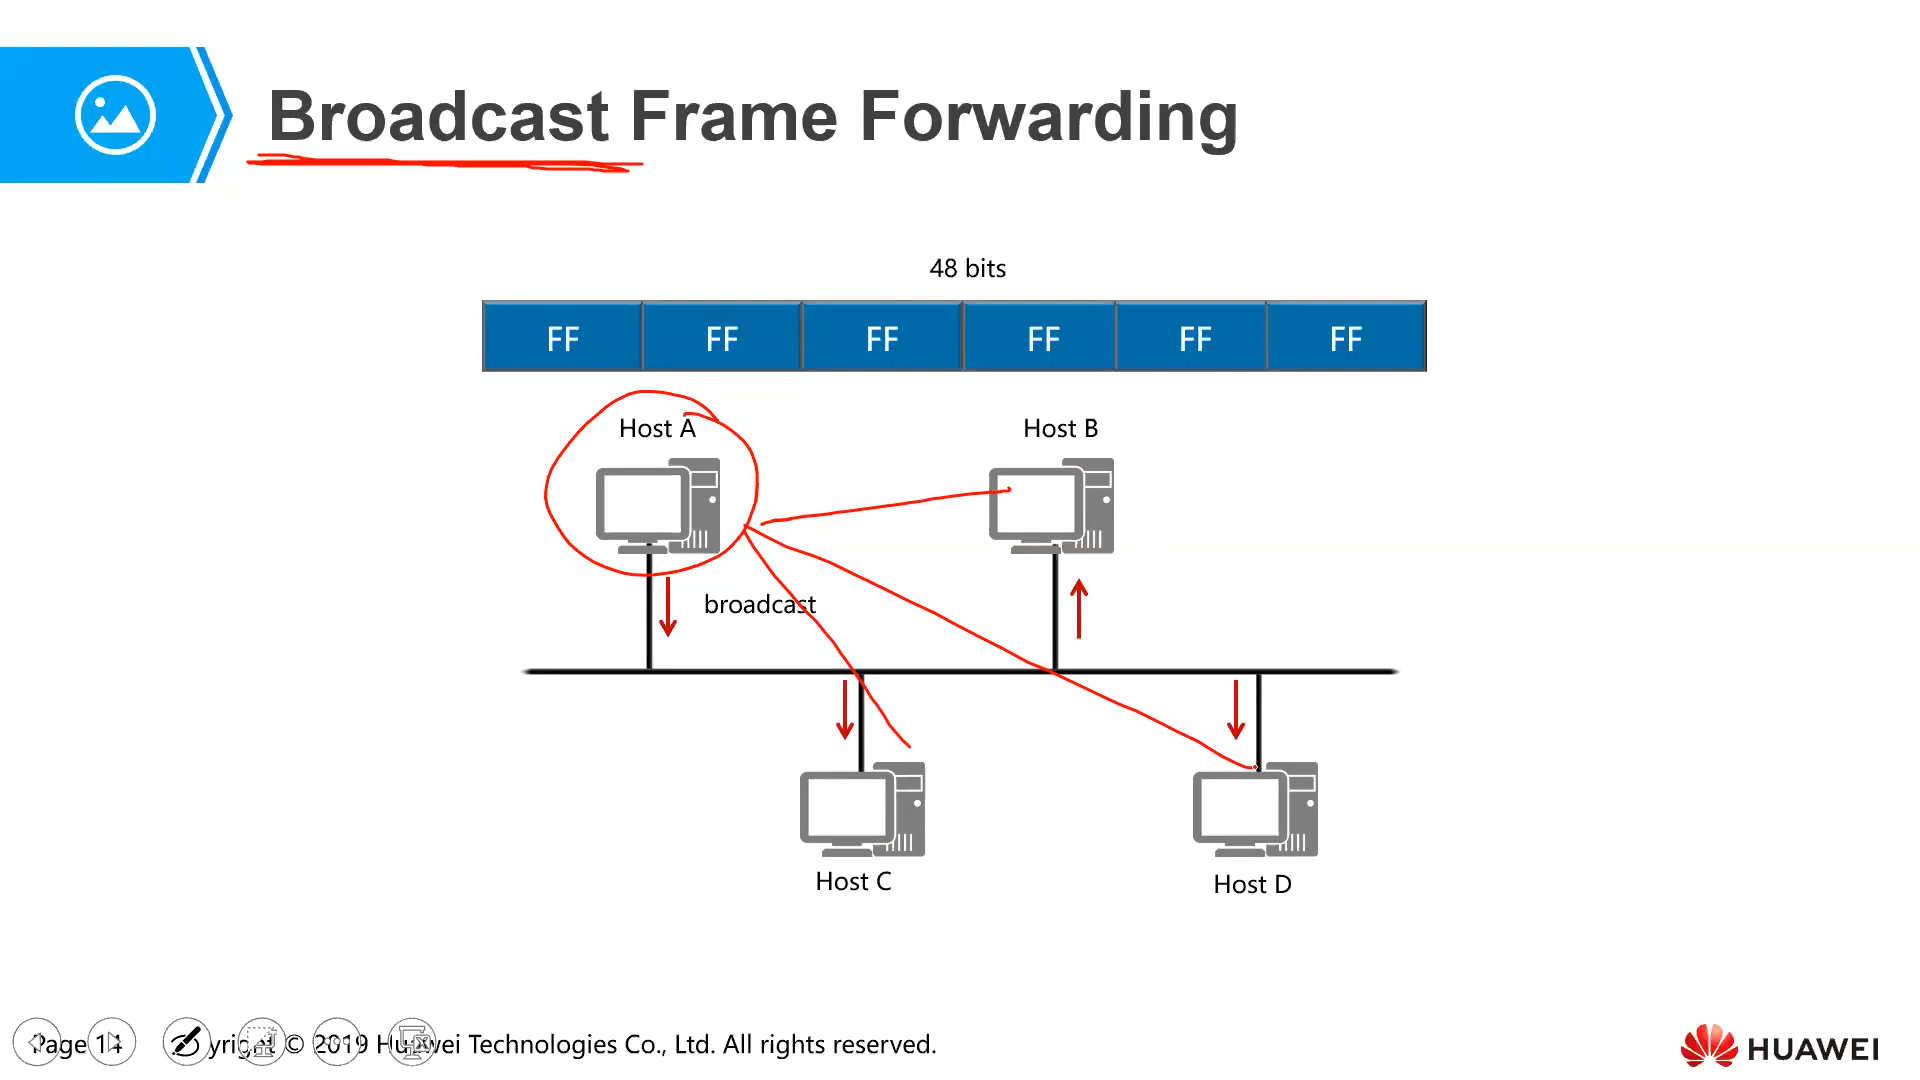 Broadcast Frame Forwarding
48 bits
FF FF FF FF FF FF
Host A Host B
broadcast
Host C Host D
Page 14 Copyright © 2019 Huawei Technologies Co., Ltd. All rights reserved.
HUAWEI